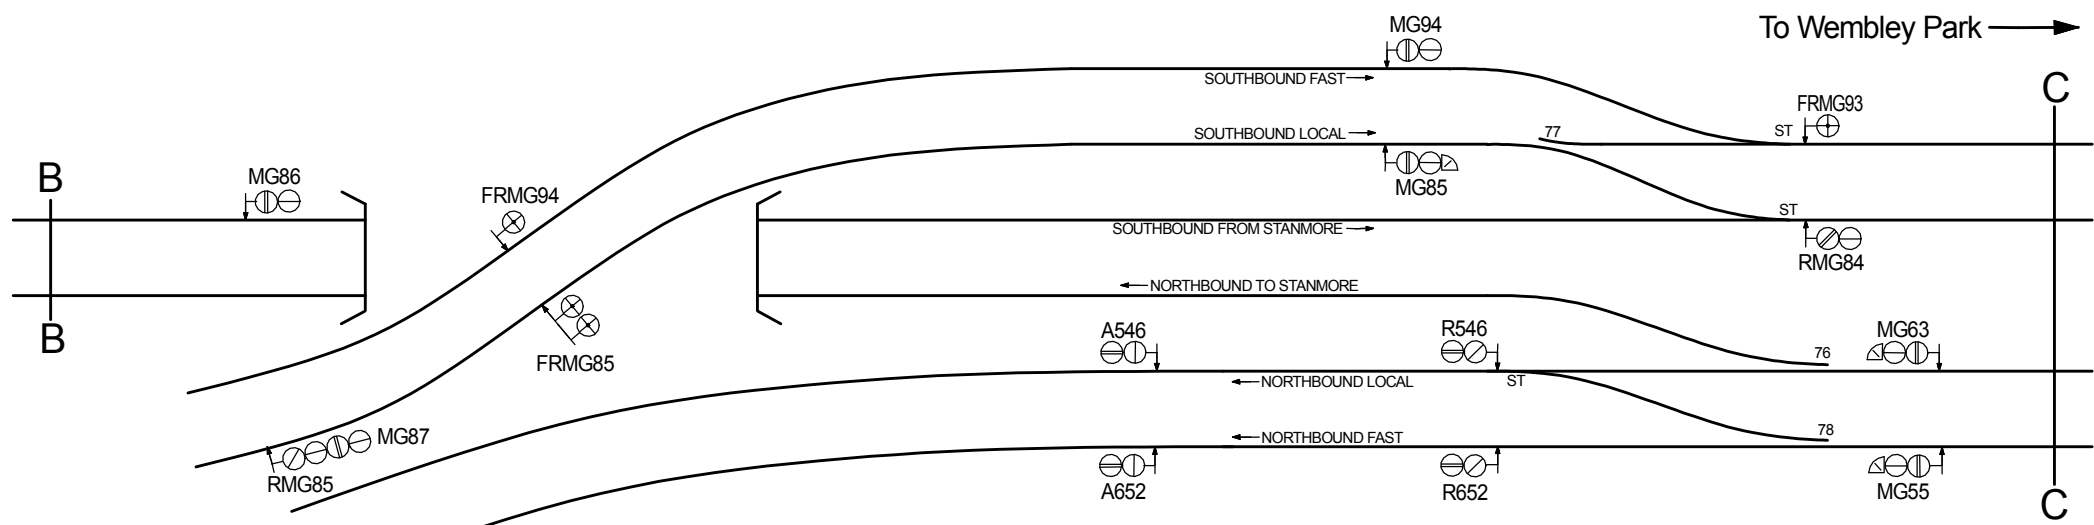 MG94
To Wembley Park
SOUTHBOUND FAST
C
FRMG93
SOUTHBOUND LOCAL
77
ST
B
MG86
FRMG94
MG85
ST
SOUTHBOUND FROM STANMORE
RMG84
NORTHBOUND TO STANMORE
B
FRMG85
A546
R546
MG63
76
NORTHBOUND LOCAL
ST
MG87
NORTHBOUND FAST
78
RMG85
A652
R652
MG55
C